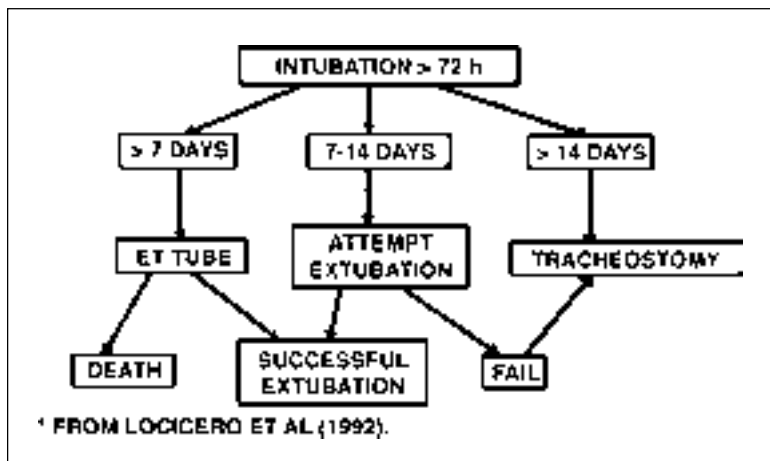 INTUBATION > 72 h
> 7 DAYS
7-14 DAYS
> 14 DAYS
ET TUBE
ATTEMPT
EXTUBATION
TRACHEOSTOMY
DEATH
SUCCESSFUL
EXTUBATION
FAIL
* FROM LOCICERO ET AL (1992).